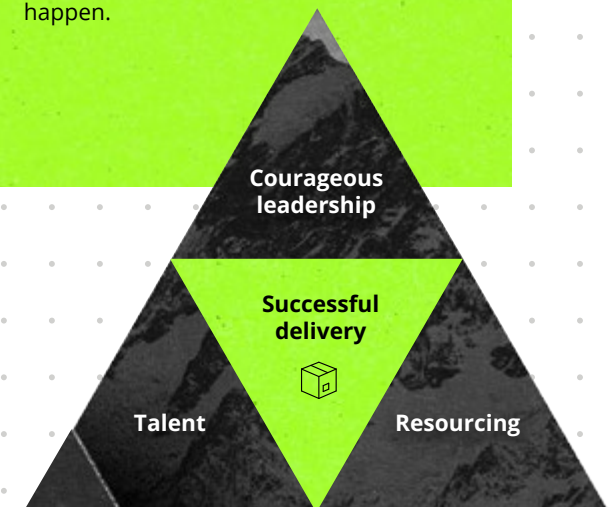 happen.
Courageous
leadership
Successful
delivery
Talent
Resourcing